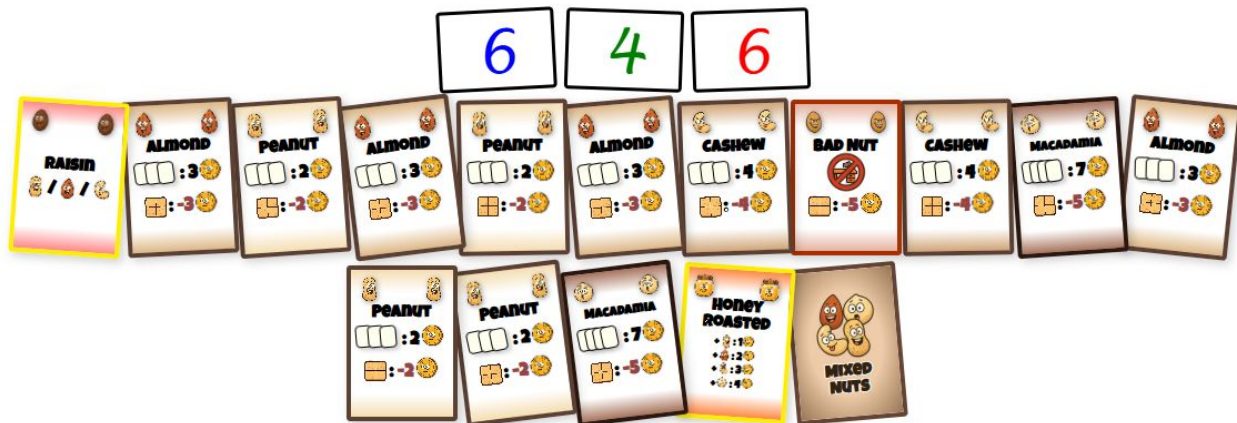 6 4 6
RAISIN
/ /
ALMOND
: 3
: -3
PEANUT
: 2
: -2
ALMOND
: 3
: -3
PEANUT
: 2
: -2
ALMOND
: 3
: -3
CASHEW
: 4
: -4
BAD NUT
: -5
CASHEW
: 4
: -4
MACADAMIA
: 7
: -5
ALMOND
: 3
: -3
PEANUT
: 2
: -2
PEANUT
: 2
: -2
MACADAMIA
: 7
: -5
HONEY
ROASTED
+ : 1
+ : 2
+ : 3
+ : 4
MIXED
NUTS